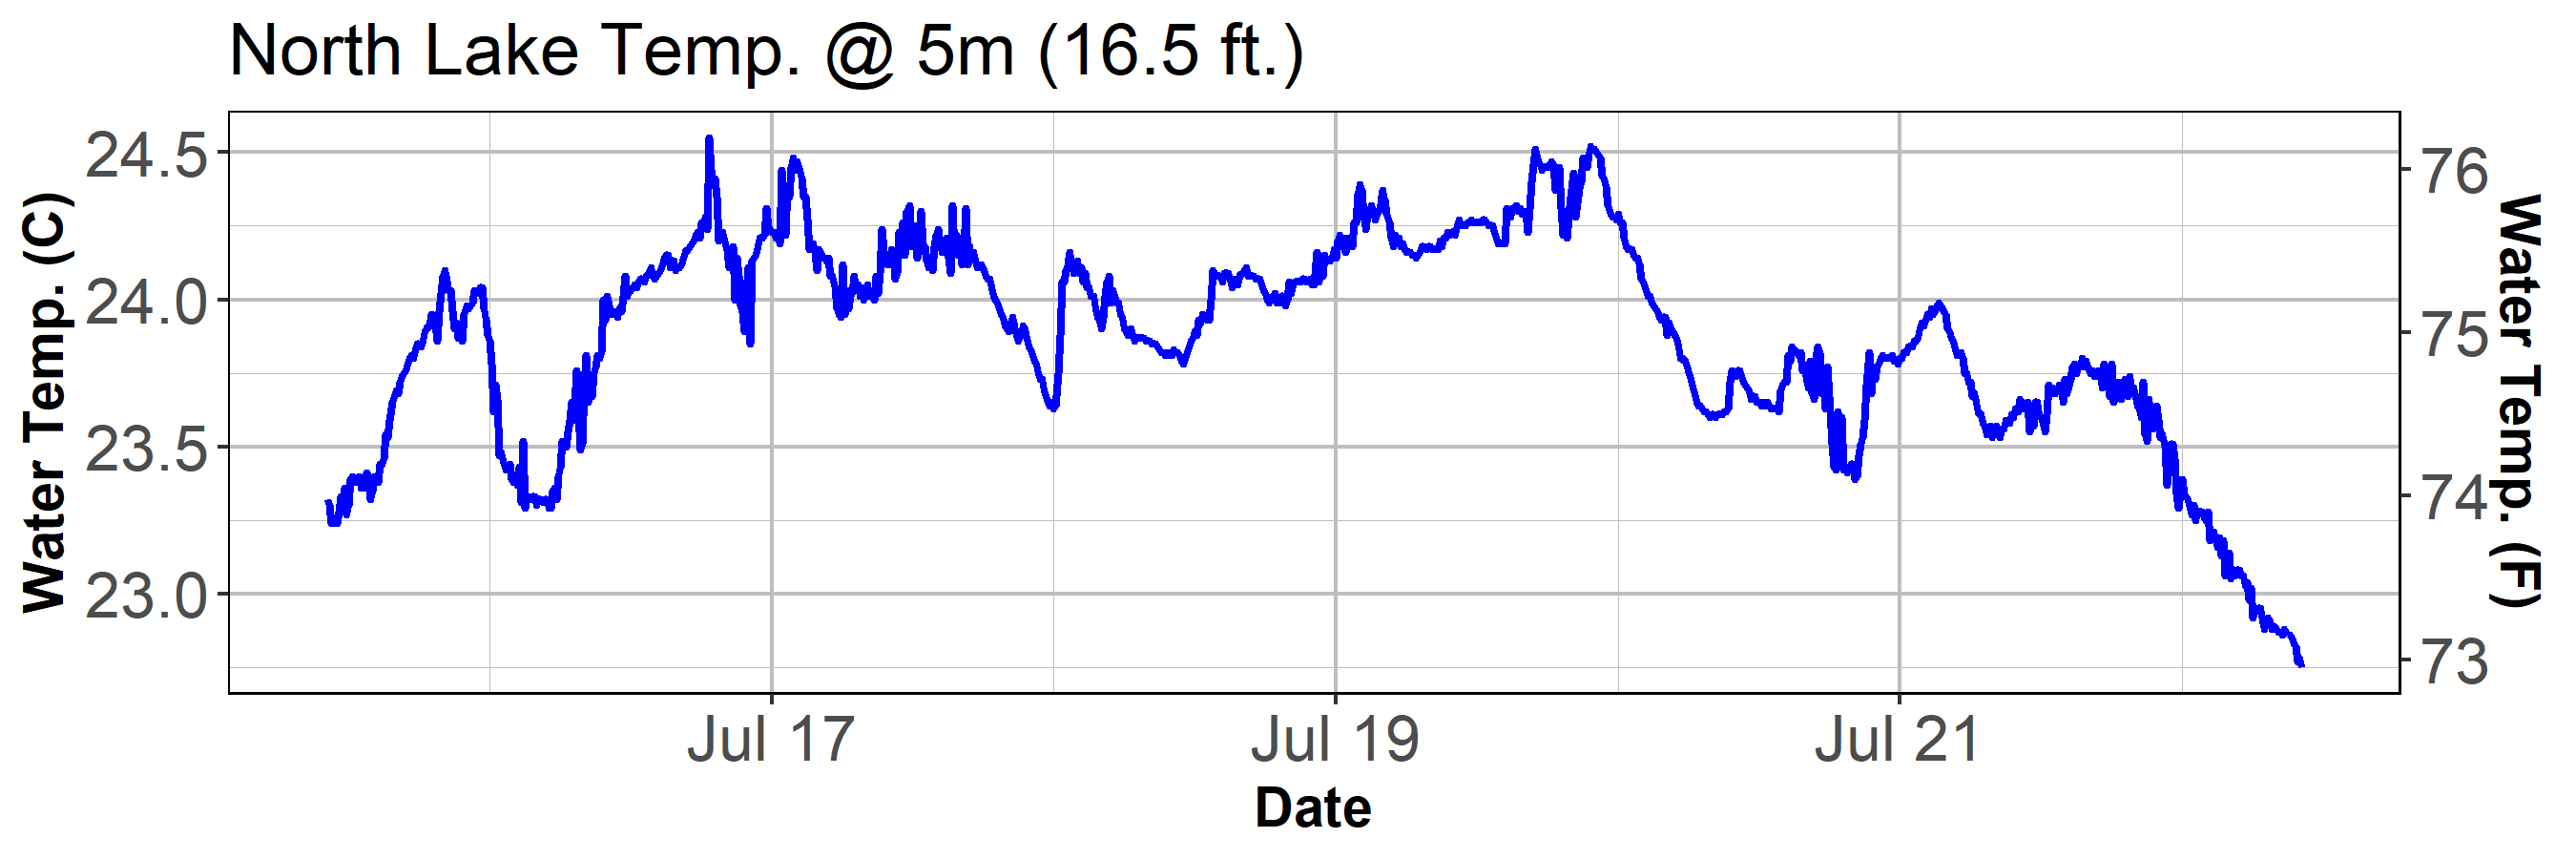 North Lake Temp. @ 5m (16.5 ft.)
Water Temp. (C)
24.5
24.0
23.5
23.0
76
75
74
73
Water Temp. (F)
Jul 17
Jul 19
Jul 21
Date